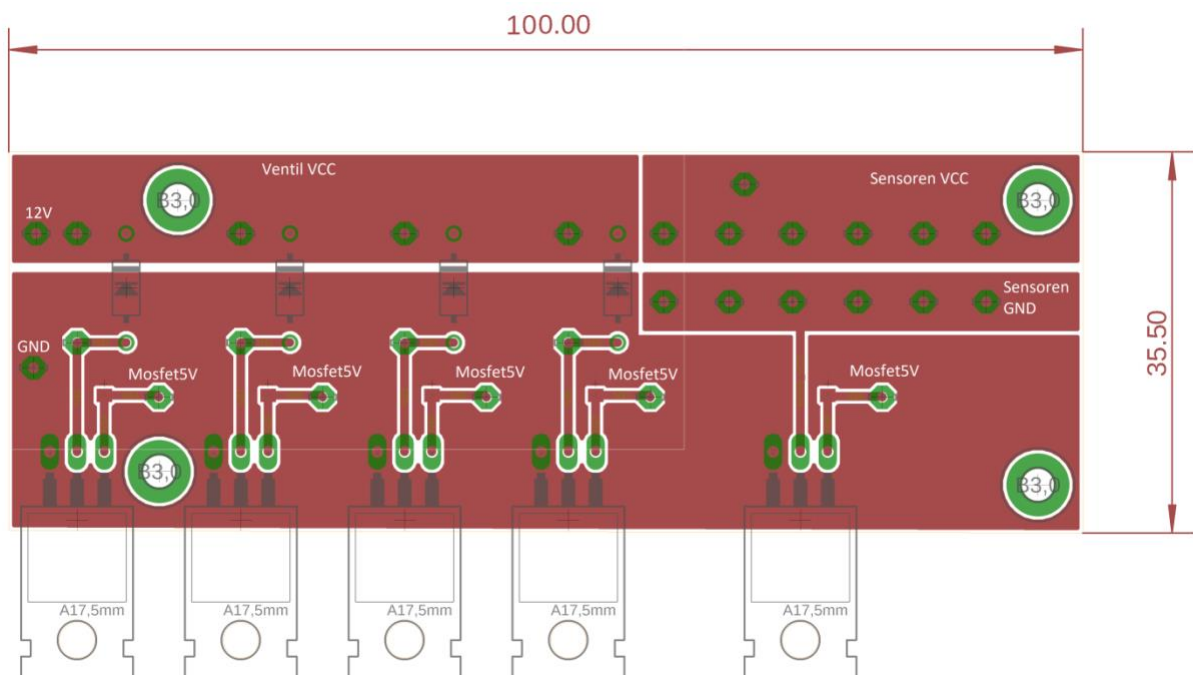 100.00
Ventil VCC
Sensoren VCC
B3,0
B3,0
12V
Sensoren
GND
35.50
GND
Mosfet5V
Mosfet5V
Mosfet5V
Mosfet5V
Mosfet5V
B3,0
B3,0
A17,5mm
A17,5mm
A17,5mm
A17,5mm
A17,5mm